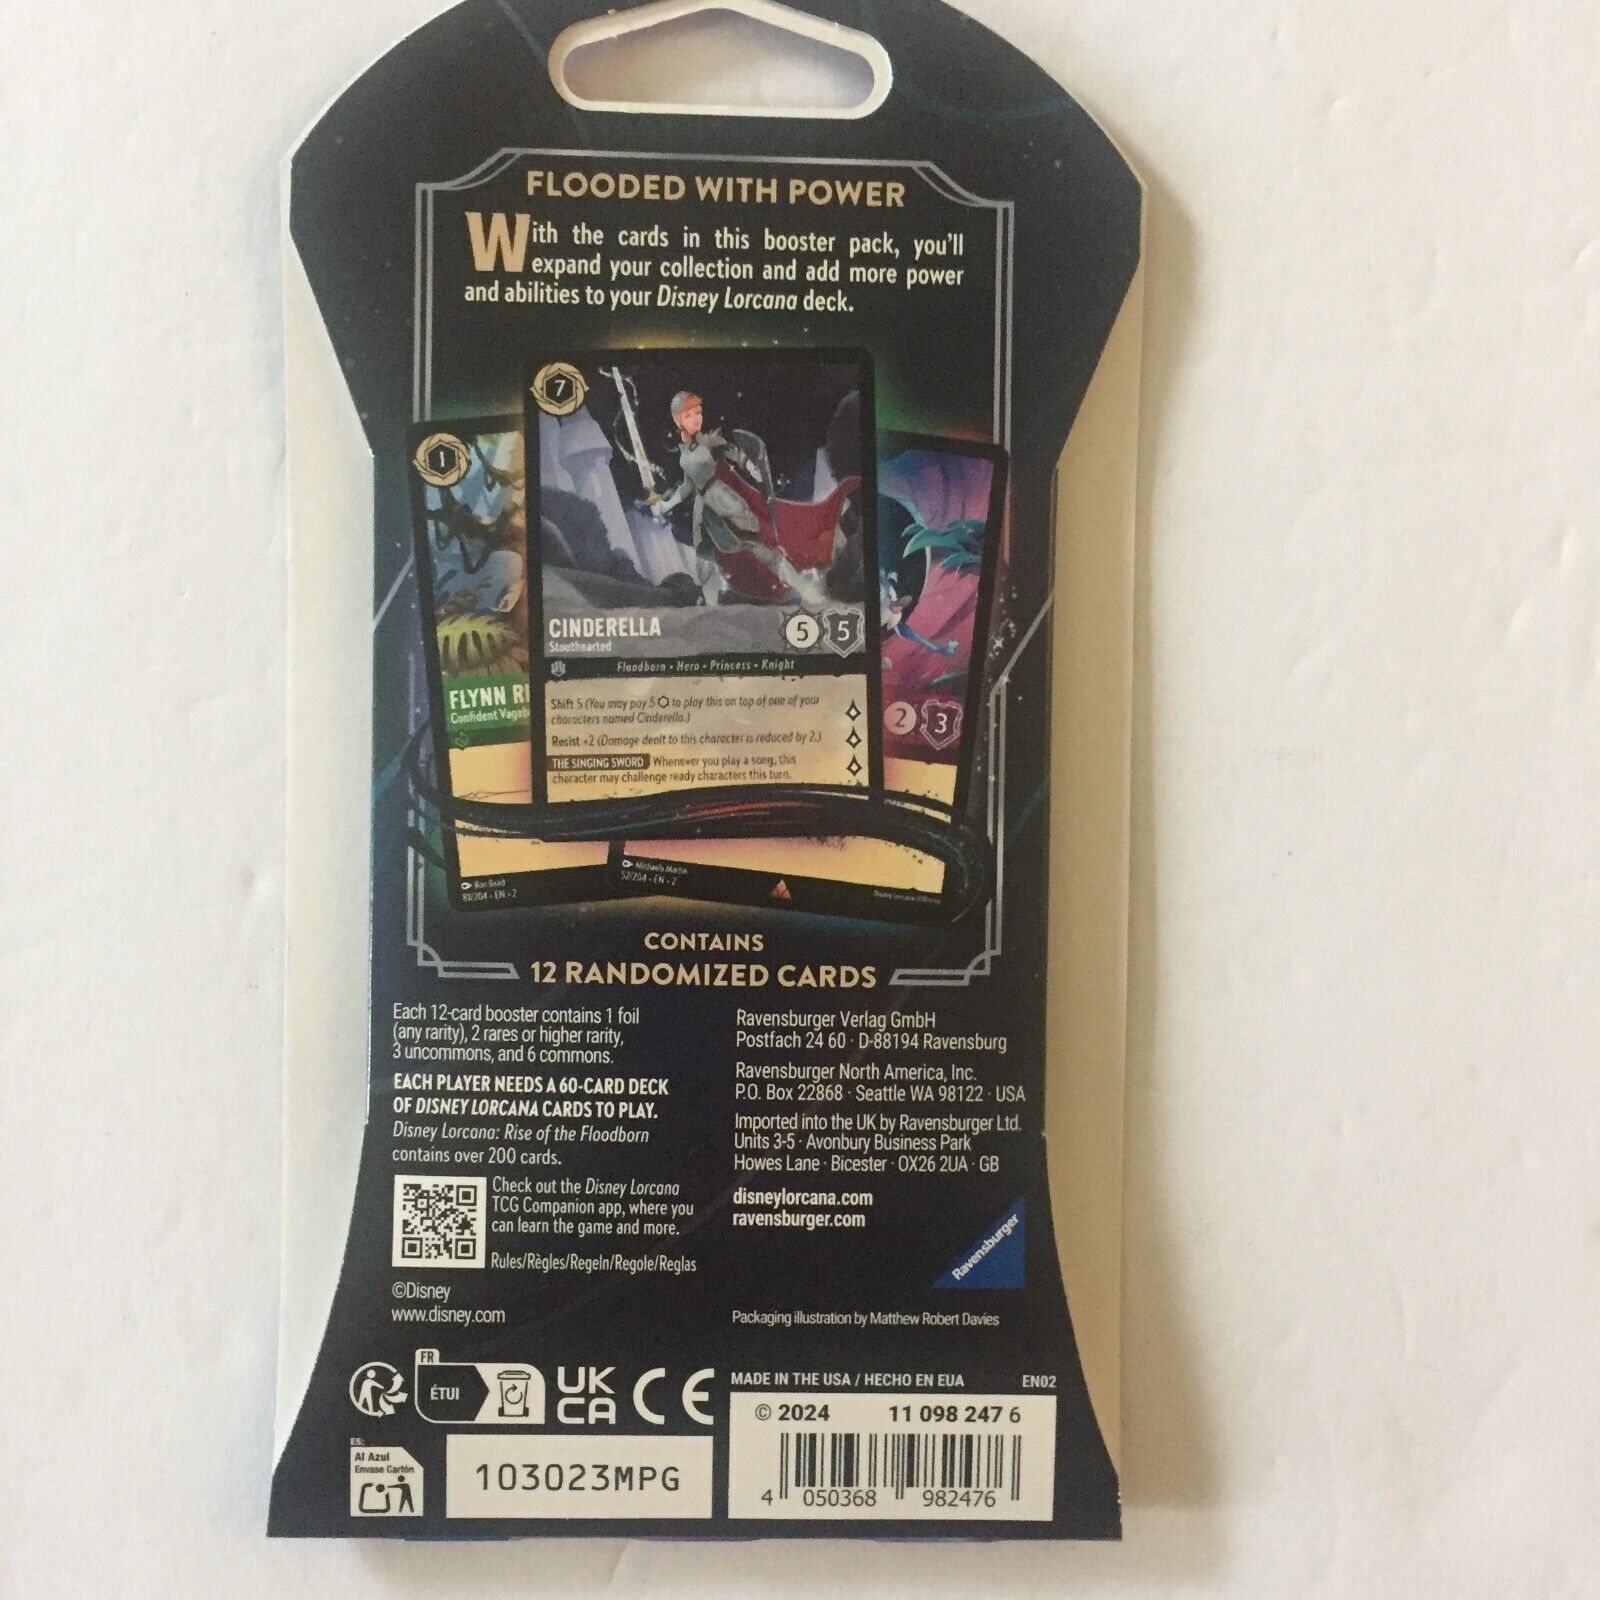 FLOODED WITH POWER
With the cards in this booster pack, you'll
expand your collection and add more power
and abilities to your Disney Lorcana deck.
7
1
CINDERELLA
5
5
Stouthearted
Floodborn • Hero • Princess • Knight
FLYNN RI
Confident Vagab
Shift 5 (You may pay 5 to play this on top of one of your
characters named Cinderella.)
Resist +2 (Damage dealt to this character is reduced by 2.)
THE SINGING SWORD Whenever you play a song, this
character may challenge ready characters this turn.
2
3
81/204 • EN • 2
52/204 • EN • 2
CONTAINS
12 RANDOMIZED CARDS
Each 12-card booster contains 1 foil
(any rarity), 2 rares or higher rarity,
3 uncommons, and 6 commons.
EACH PLAYER NEEDS A 60-CARD DECK
OF DISNEY LORCANA CARDS TO PLAY.
Disney Lorcana: Rise of the Floodborn
contains over 200 cards.
Check out the Disney Lorcana
TCG Companion app, where you
can learn the game and more.
Rules/Règles/Regeln/Regole/Reglas
©Disney
www.disney.com
Ravensburger Verlag GmbH
Postfach 24 60 · D-88194 Ravensburg
Ravensburger North America, Inc.
P.O. Box 22868 · Seattle WA 98122 · USA
Imported into the UK by Ravensburger Ltd.
Units 3-5 · Avonbury Business Park
Howes Lane · Bicester · OX26 2UA · GB
disneylorcana.com
ravensburger.com
Ravensburger
Packaging illustration by Matthew Robert Davies
FR
ÉTUI
UK
CA
CE
MADE IN THE USA / HECHO EN EUA EN02
© 2024 11 098 247 6
ES:
Al Azul
Envase Cartón
103023MPG
4 050368 982476